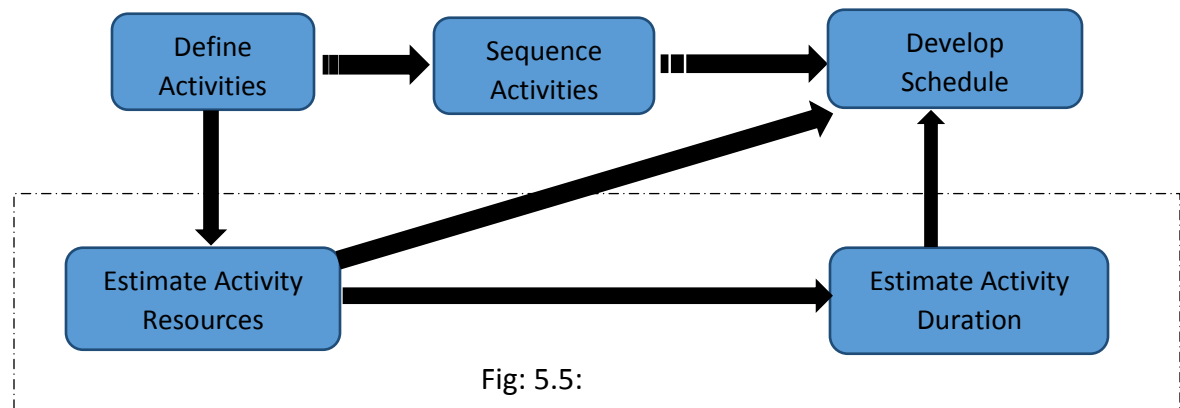 Define
Activities
Sequence
Activities
Develop
Schedule
Estimate Activity
Resources
Estimate Activity
Duration
Fig: 5.5: